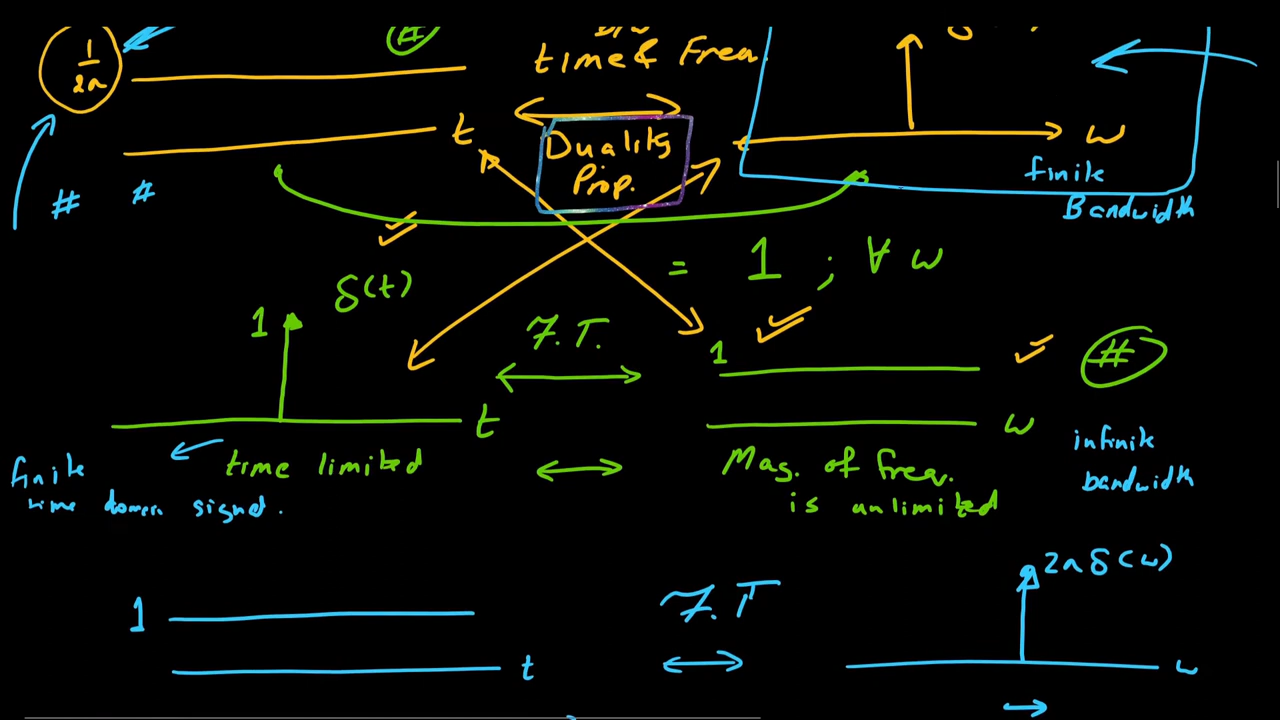 1/2π
#
time & Freq.
t
Duality
Prop.
ω
finite
Bandwidth
# #
δ(t)
= 1 ; ∀ ω
1
F.T.
1
#
t
ω
finite
time domain signal.
time limited
Mag. of freq.
is unlimited
infinite
bandwidth
1
t
F.T
2π δ(ω)
ω